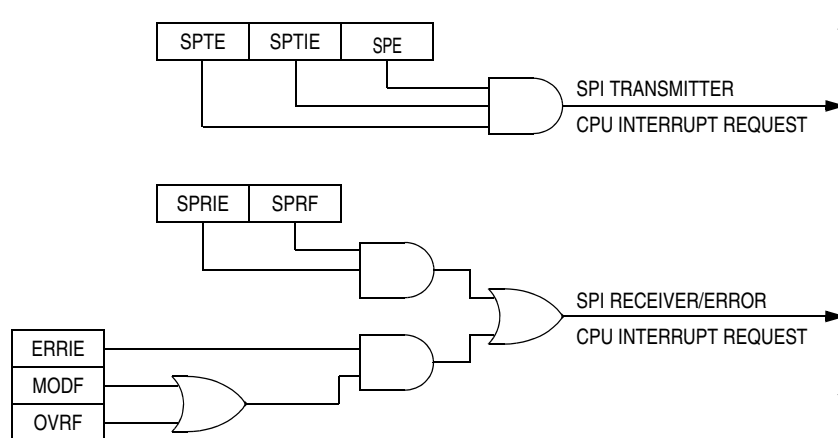 SPTE SPTIE SPE
SPI TRANSMITTER
CPU INTERRUPT REQUEST
SPRIE SPRF
SPI RECEIVER/ERROR
CPU INTERRUPT REQUEST
ERRIE
MODF
OVRF